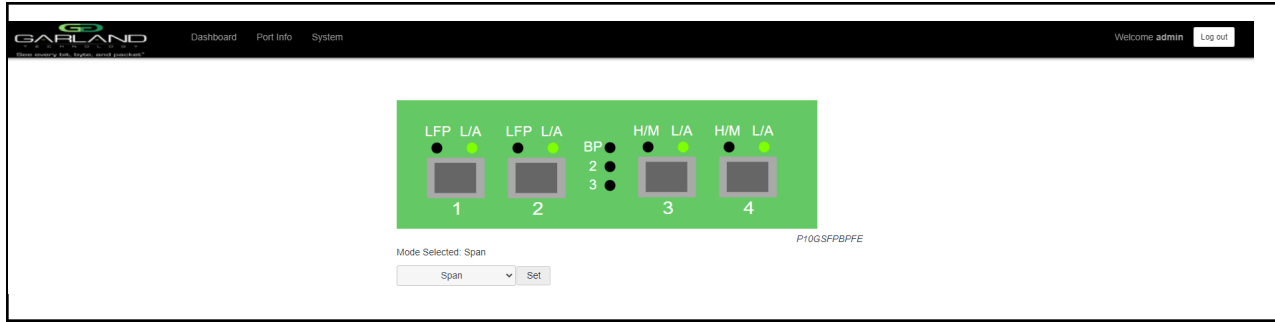 GARLAND
TECHNOLOGY
See every bit, byte, and packet®
Dashboard Port Info System
Welcome admin Log out
LFP L/A LFP L/A H/M L/A H/M L/A
BP
2
3
1 2 3 4
P10GSFPBPFE
Mode Selected: Span
Span Set